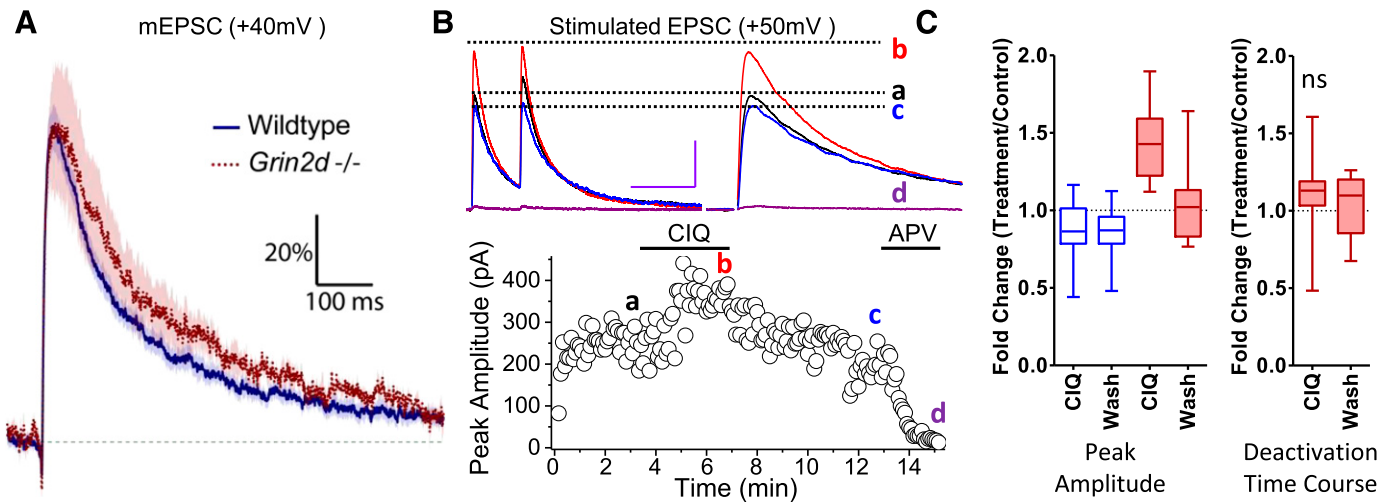 A
mEPSC (+40mV )
Wildtype
Grin2d -/-
20%
100 ms
B
Stimulated EPSC (+50mV )
b
a
c
d
CIQ
APV
Peak Amplitude (pA)
400
300
200
100
0
a
b
c
d
0 2 4 6 8 10 12 14
Time (min)
C
Fold Change (Treatment/Control)
2.0
1.5
1.0
0.5
0.0
CIQ
Wash
CIQ
Wash
Peak
Amplitude
Fold Change (Treatment/Control)
2.0
1.5
1.0
0.5
0.0
ns
CIQ
Wash
Deactivation
Time Course